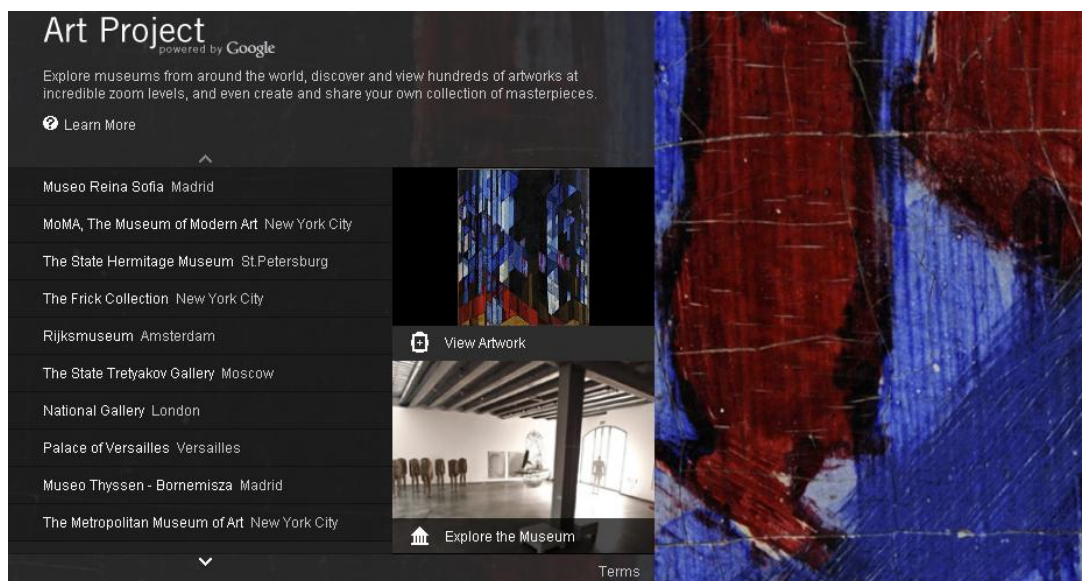 Art Project
powered by Google
Explore museums from around the world, discover and view hundreds of artworks at
incredible zoom levels, and even create and share your own collection of masterpieces.
? Learn More
Museo Reina Sofia Madrid
MoMA, The Museum of Modern Art New York City
The State Hermitage Museum St.Petersburg
The Frick Collection New York City
Rijksmuseum Amsterdam
The State Tretyakov Gallery Moscow
National Gallery London
Palace of Versailles Versailles
Museo Thyssen - Bornemisza Madrid
The Metropolitan Museum of Art New York City
View Artwork
Explore the Museum
Terms